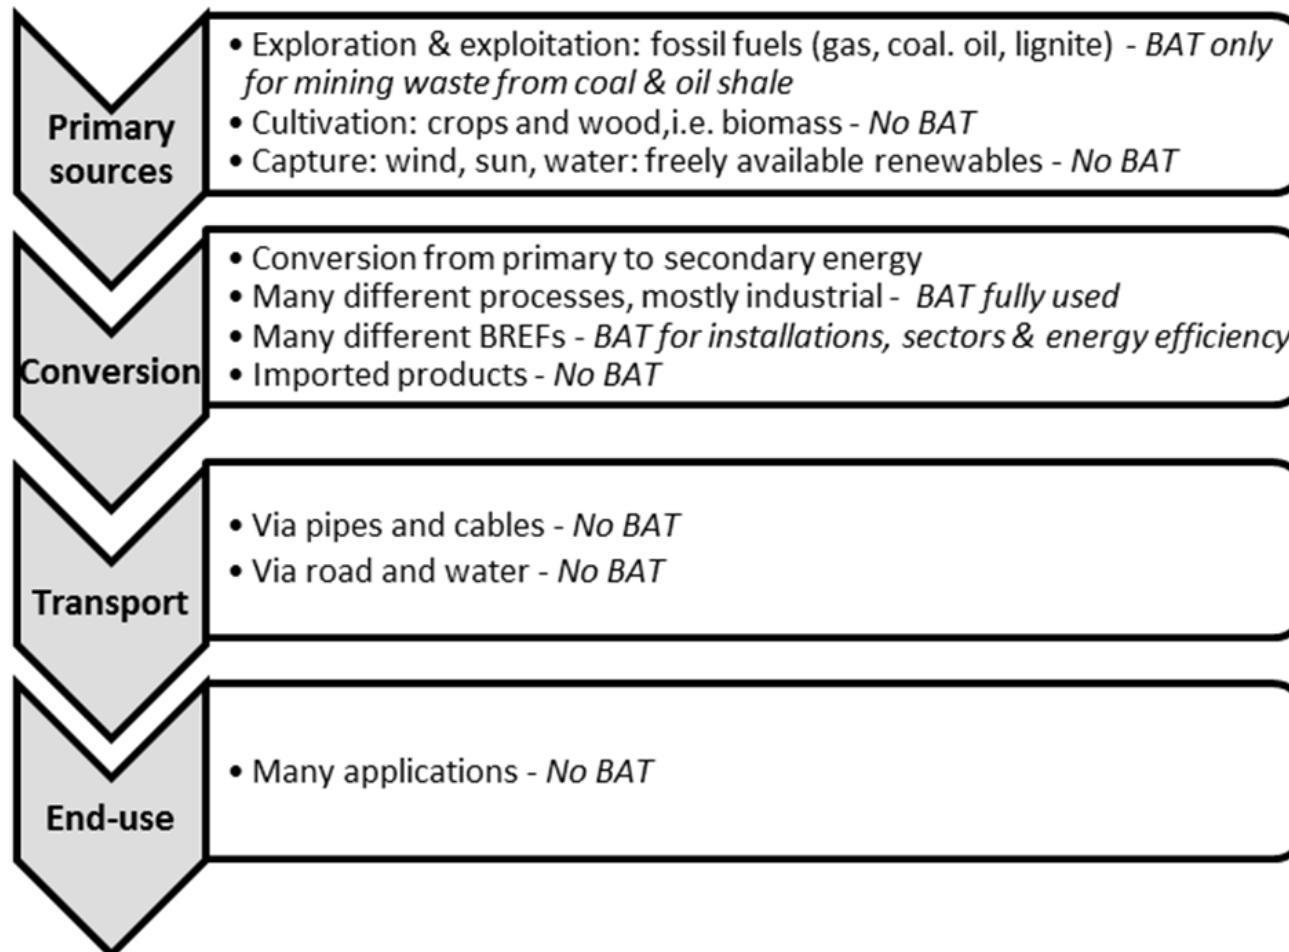 Primary
sources
• Exploration & exploitation: fossil fuels (gas, coal. oil, lignite) - BAT only
for mining waste from coal & oil shale
• Cultivation: crops and wood,i.e. biomass - No BAT
• Capture: wind, sun, water: freely available renewables - No BAT
Conversion
• Conversion from primary to secondary energy
• Many different processes, mostly industrial - BAT fully used
• Many different BREFs - BAT for installations, sectors & energy efficiency
• Imported products - No BAT
Transport
• Via pipes and cables - No BAT
• Via road and water - No BAT
End-use
• Many applications - No BAT